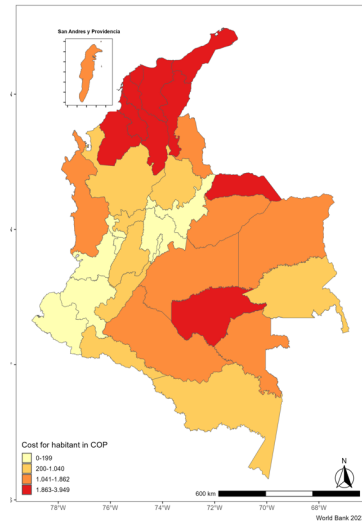 San Andres y Providencia
Cost for habitant in COP
0-199
200-1.040
1.041-1.862
1.863-3.949
N
600 km
78°W
76°W
74°W
72°W
70°W
68°W
World Bank 202